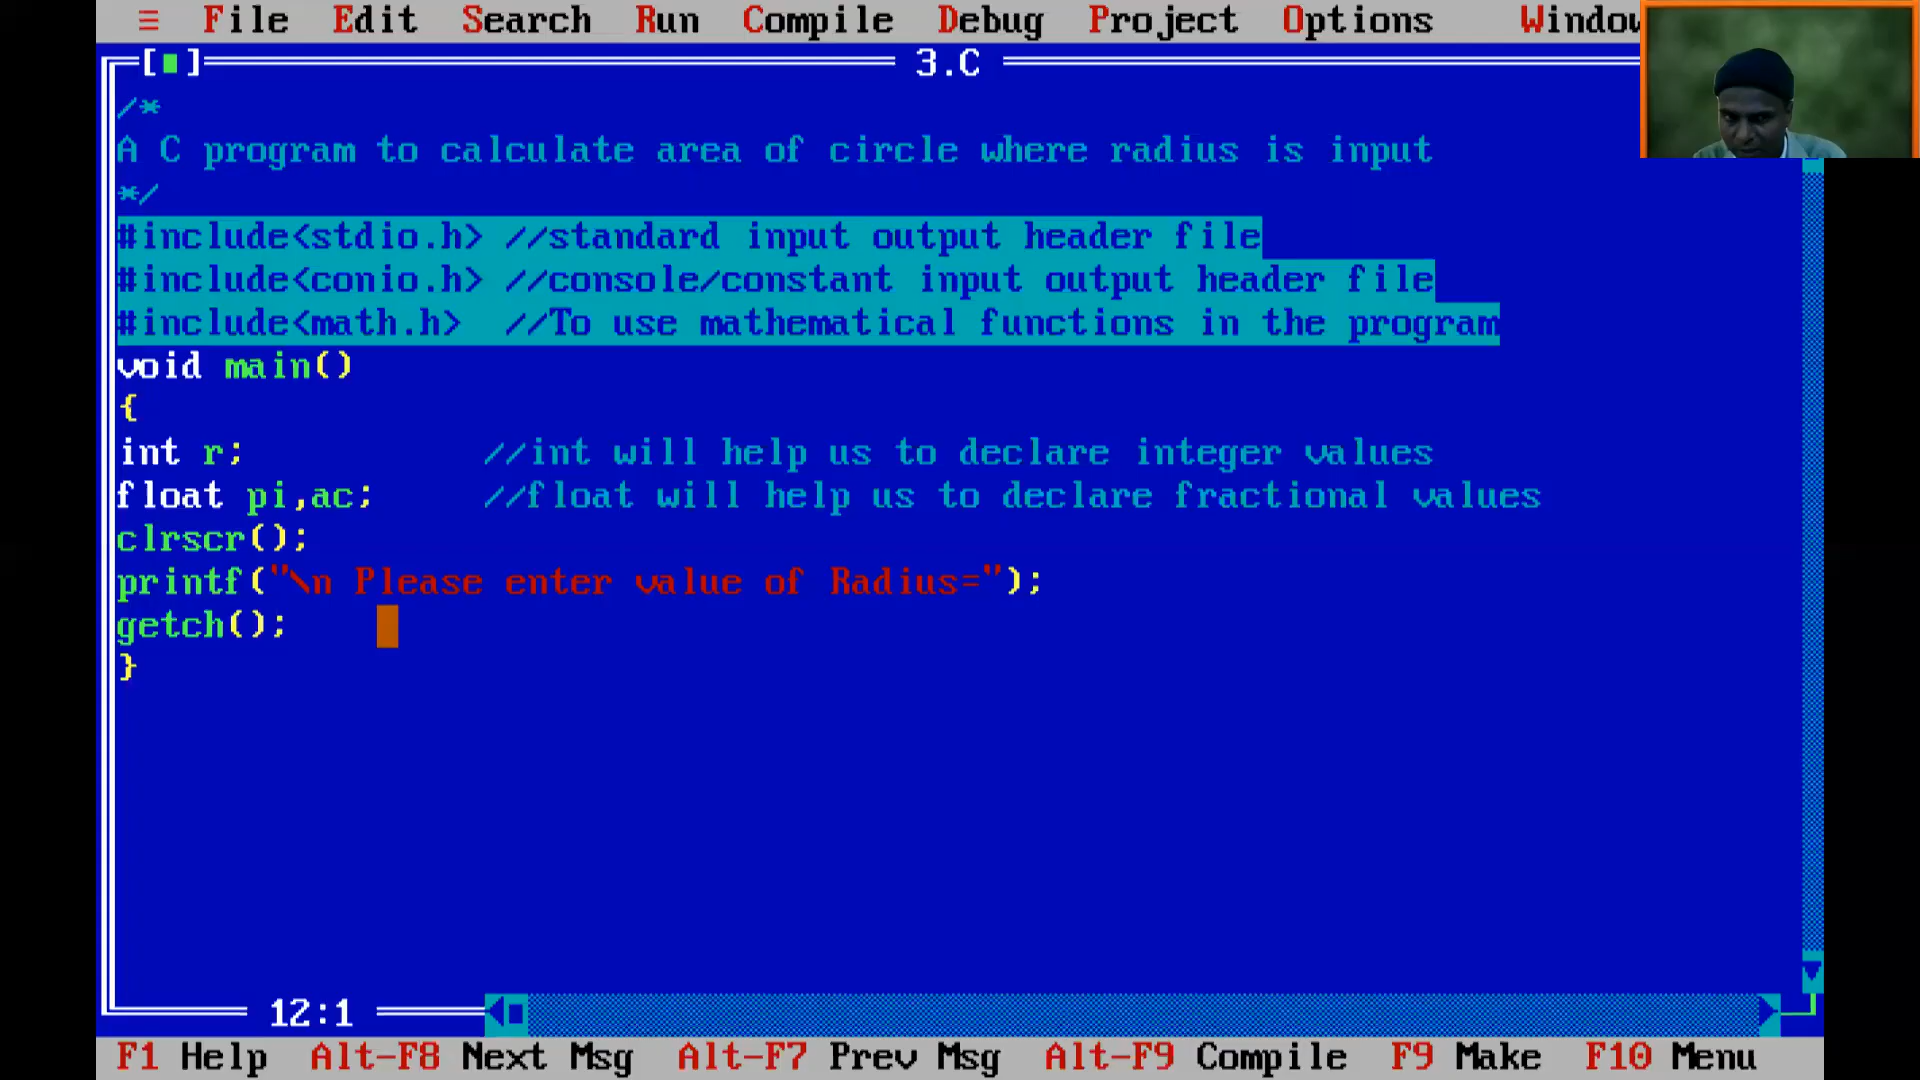 ≡ File Edit Search Run Compile Debug Project Options Window
[■] 3.C
/*
A C program to calculate area of circle where radius is input
*/
#include<stdio.h> //standard input output header file
#include<conio.h> //console/constant input output header file
#include<math.h> //To use mathematical functions in the program
void main()
{
int r; //int will help us to declare integer values
float pi,ac; //float will help us to declare fractional values
clrscr();
printf("\n Please enter value of Radius=");
getch();
}
12:1
F1 Help Alt-F8 Next Msg Alt-F7 Prev Msg Alt-F9 Compile F9 Make F10 Menu